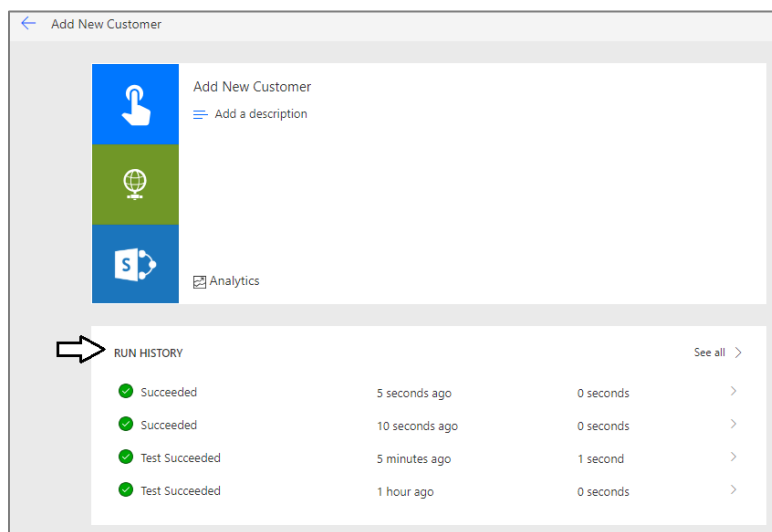 Add New Customer
Add New Customer
Add a description
S
Analytics
RUN HISTORY See all
Succeeded 5 seconds ago 0 seconds
Succeeded 10 seconds ago 0 seconds
Test Succeeded 5 minutes ago 1 second
Test Succeeded 1 hour ago 0 seconds